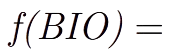 f(BIO) =